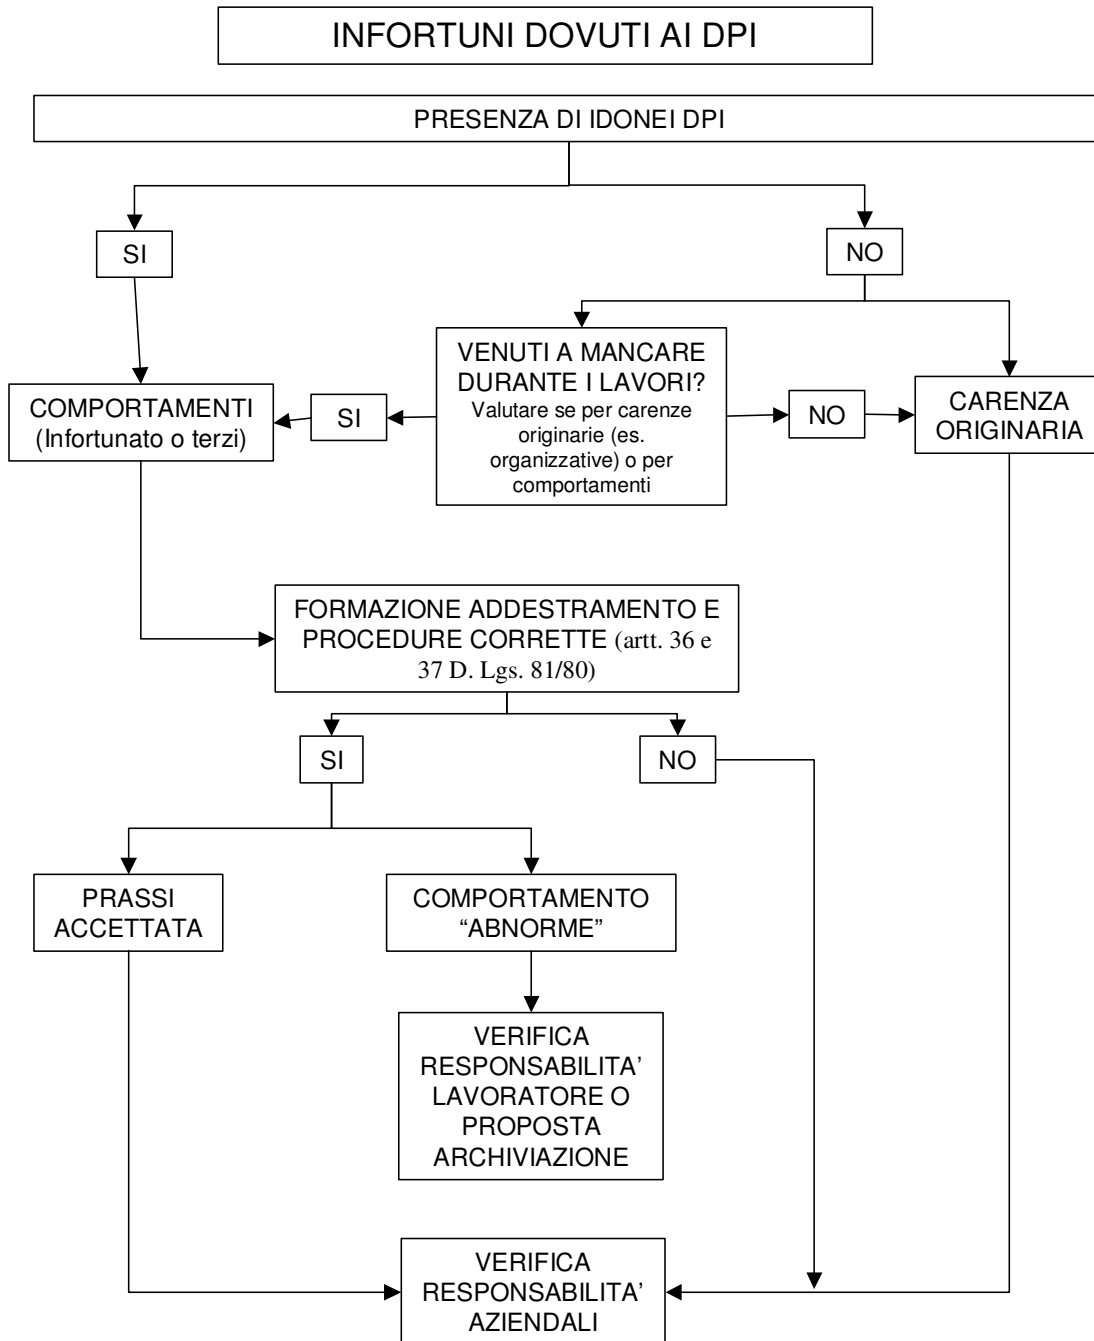 INFORTUNI DOVUTI AI DPI
PRESENZA DI IDONEI DPI
SI
NO
VENUTI A MANCARE
DURANTE I LAVORI?
Valutare se per carenze
originarie (es.
organizzative) o per
comportamenti
COMPORTAMENTI
(Infortunato o terzi)
SI
NO
CARENZA
ORIGINARIA
FORMAZIONE ADDESTRAMENTO E
PROCEDURE CORRETTE (artt. 36 e
37 D. Lgs. 81/80)
SI
NO
PRASSI
ACCETTATA
COMPORTAMENTO
“ABNORME”
VERIFICA
RESPONSABILITA’
LAVORATORE O
PROPOSTA
ARCHIVIAZIONE
VERIFICA
RESPONSABILITA’
AZIENDALI